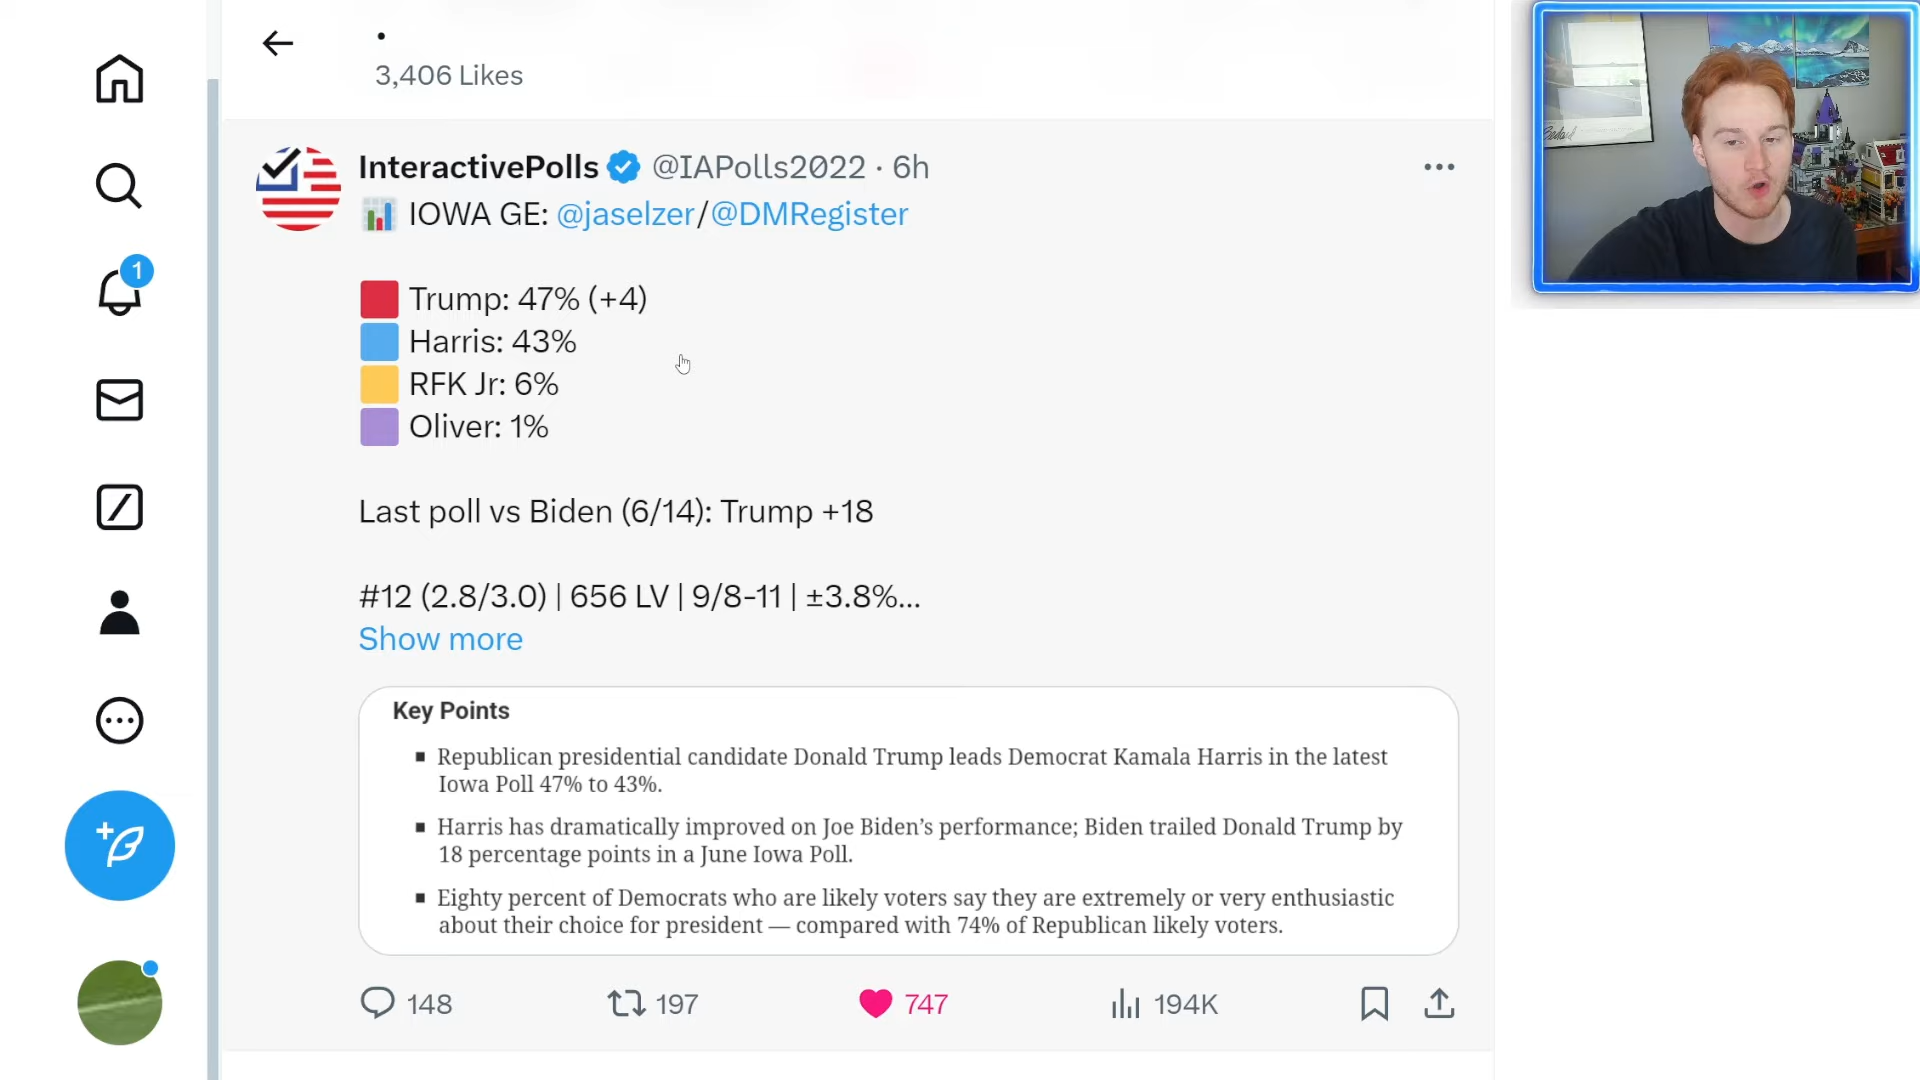 3,406 Likes
InteractivePolls @IAPolls2022 · 6h
IOWA GE: @jaselzer/@DMRegister
Trump: 47% (+4)
Harris: 43%
RFK Jr: 6%
Oliver: 1%
Last poll vs Biden (6/14): Trump +18
#12 (2.8/3.0) | 656 LV | 9/8-11 | ±3.8%...
Show more
Key Points
▪ Republican presidential candidate Donald Trump leads Democrat Kamala Harris in the latest
Iowa Poll 47% to 43%.
▪ Harris has dramatically improved on Joe Biden’s performance; Biden trailed Donald Trump by
18 percentage points in a June Iowa Poll.
▪ Eighty percent of Democrats who are likely voters say they are extremely or very enthusiastic
about their choice for president — compared with 74% of Republican likely voters.
148 197 747 194K
1